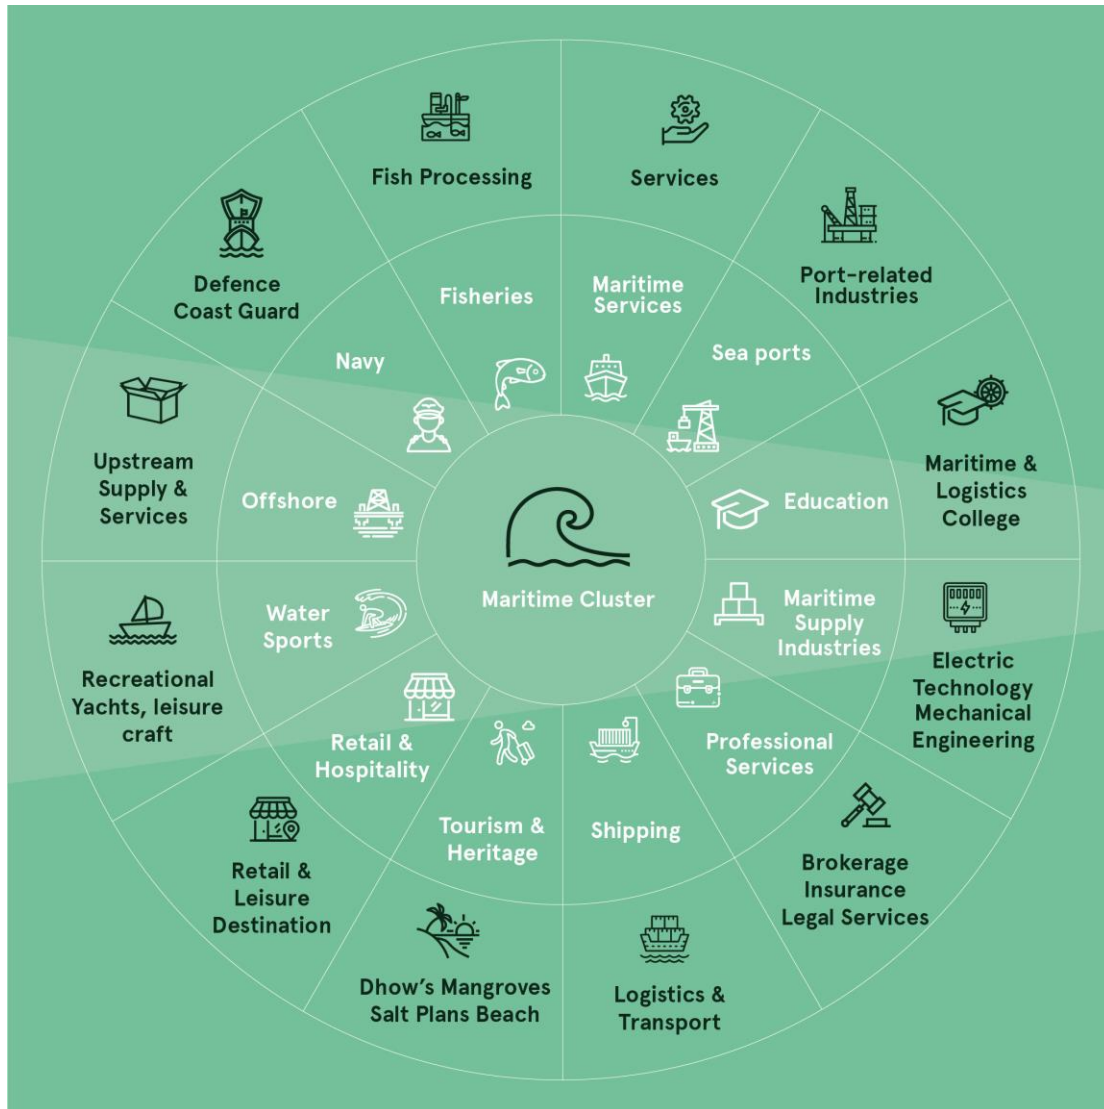 Fish Processing
Services
Defence
Coast Guard
Port-related
Industries
Fisheries
Maritime
Services
Navy
Sea ports
Upstream
Supply &
Services
Offshore
Education
Maritime &
Logistics
College
Maritime Cluster
Recreational
Yachts, leisure
craft
Water
Sports
Maritime
Supply
Industries
Electric
Technology
Mechanical
Engineering
Retail &
Hospitality
Professional
Services
Tourism &
Heritage
Shipping
Retail &
Leisure
Destination
Brokerage
Insurance
Legal Services
Dhow's Mangroves
Salt Plans Beach
Logistics &
Transport